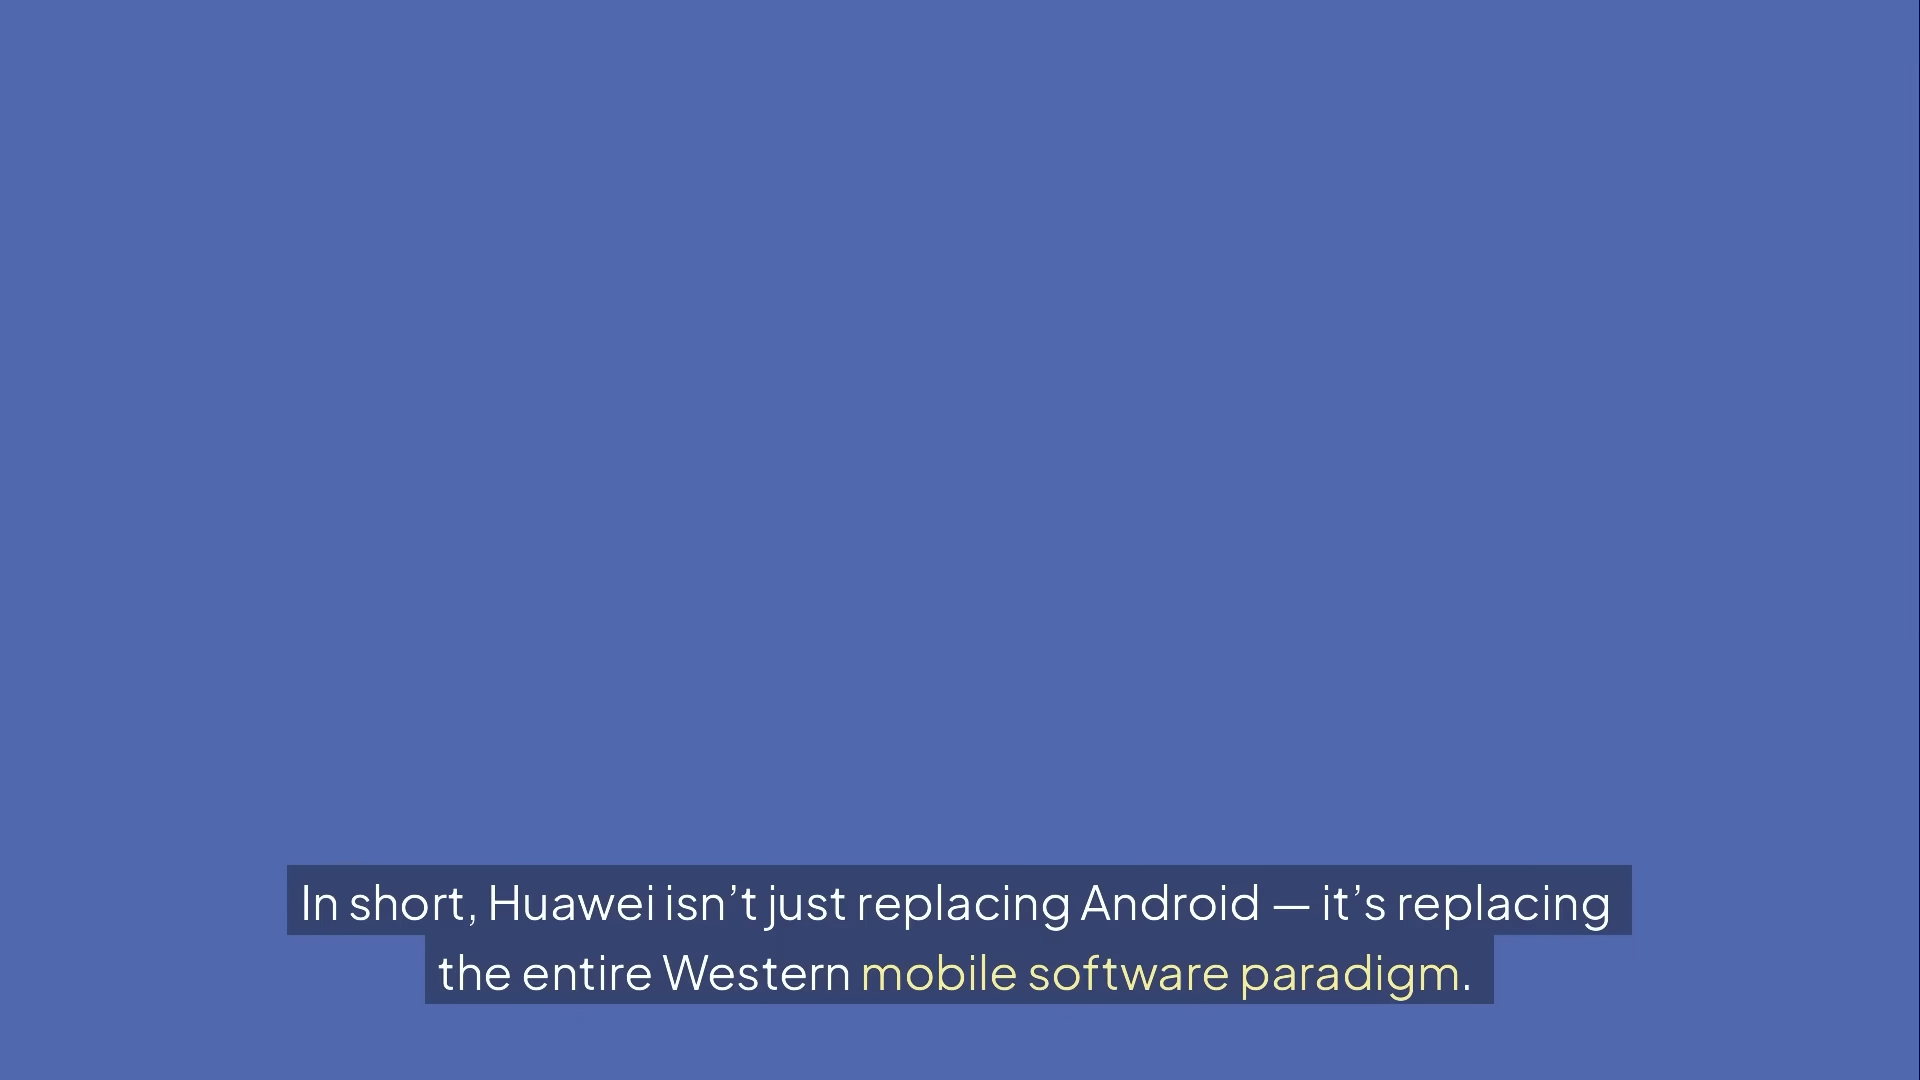 In short, Huawei isn’t just replacing Android — it’s replacing
the entire Western mobile software paradigm.